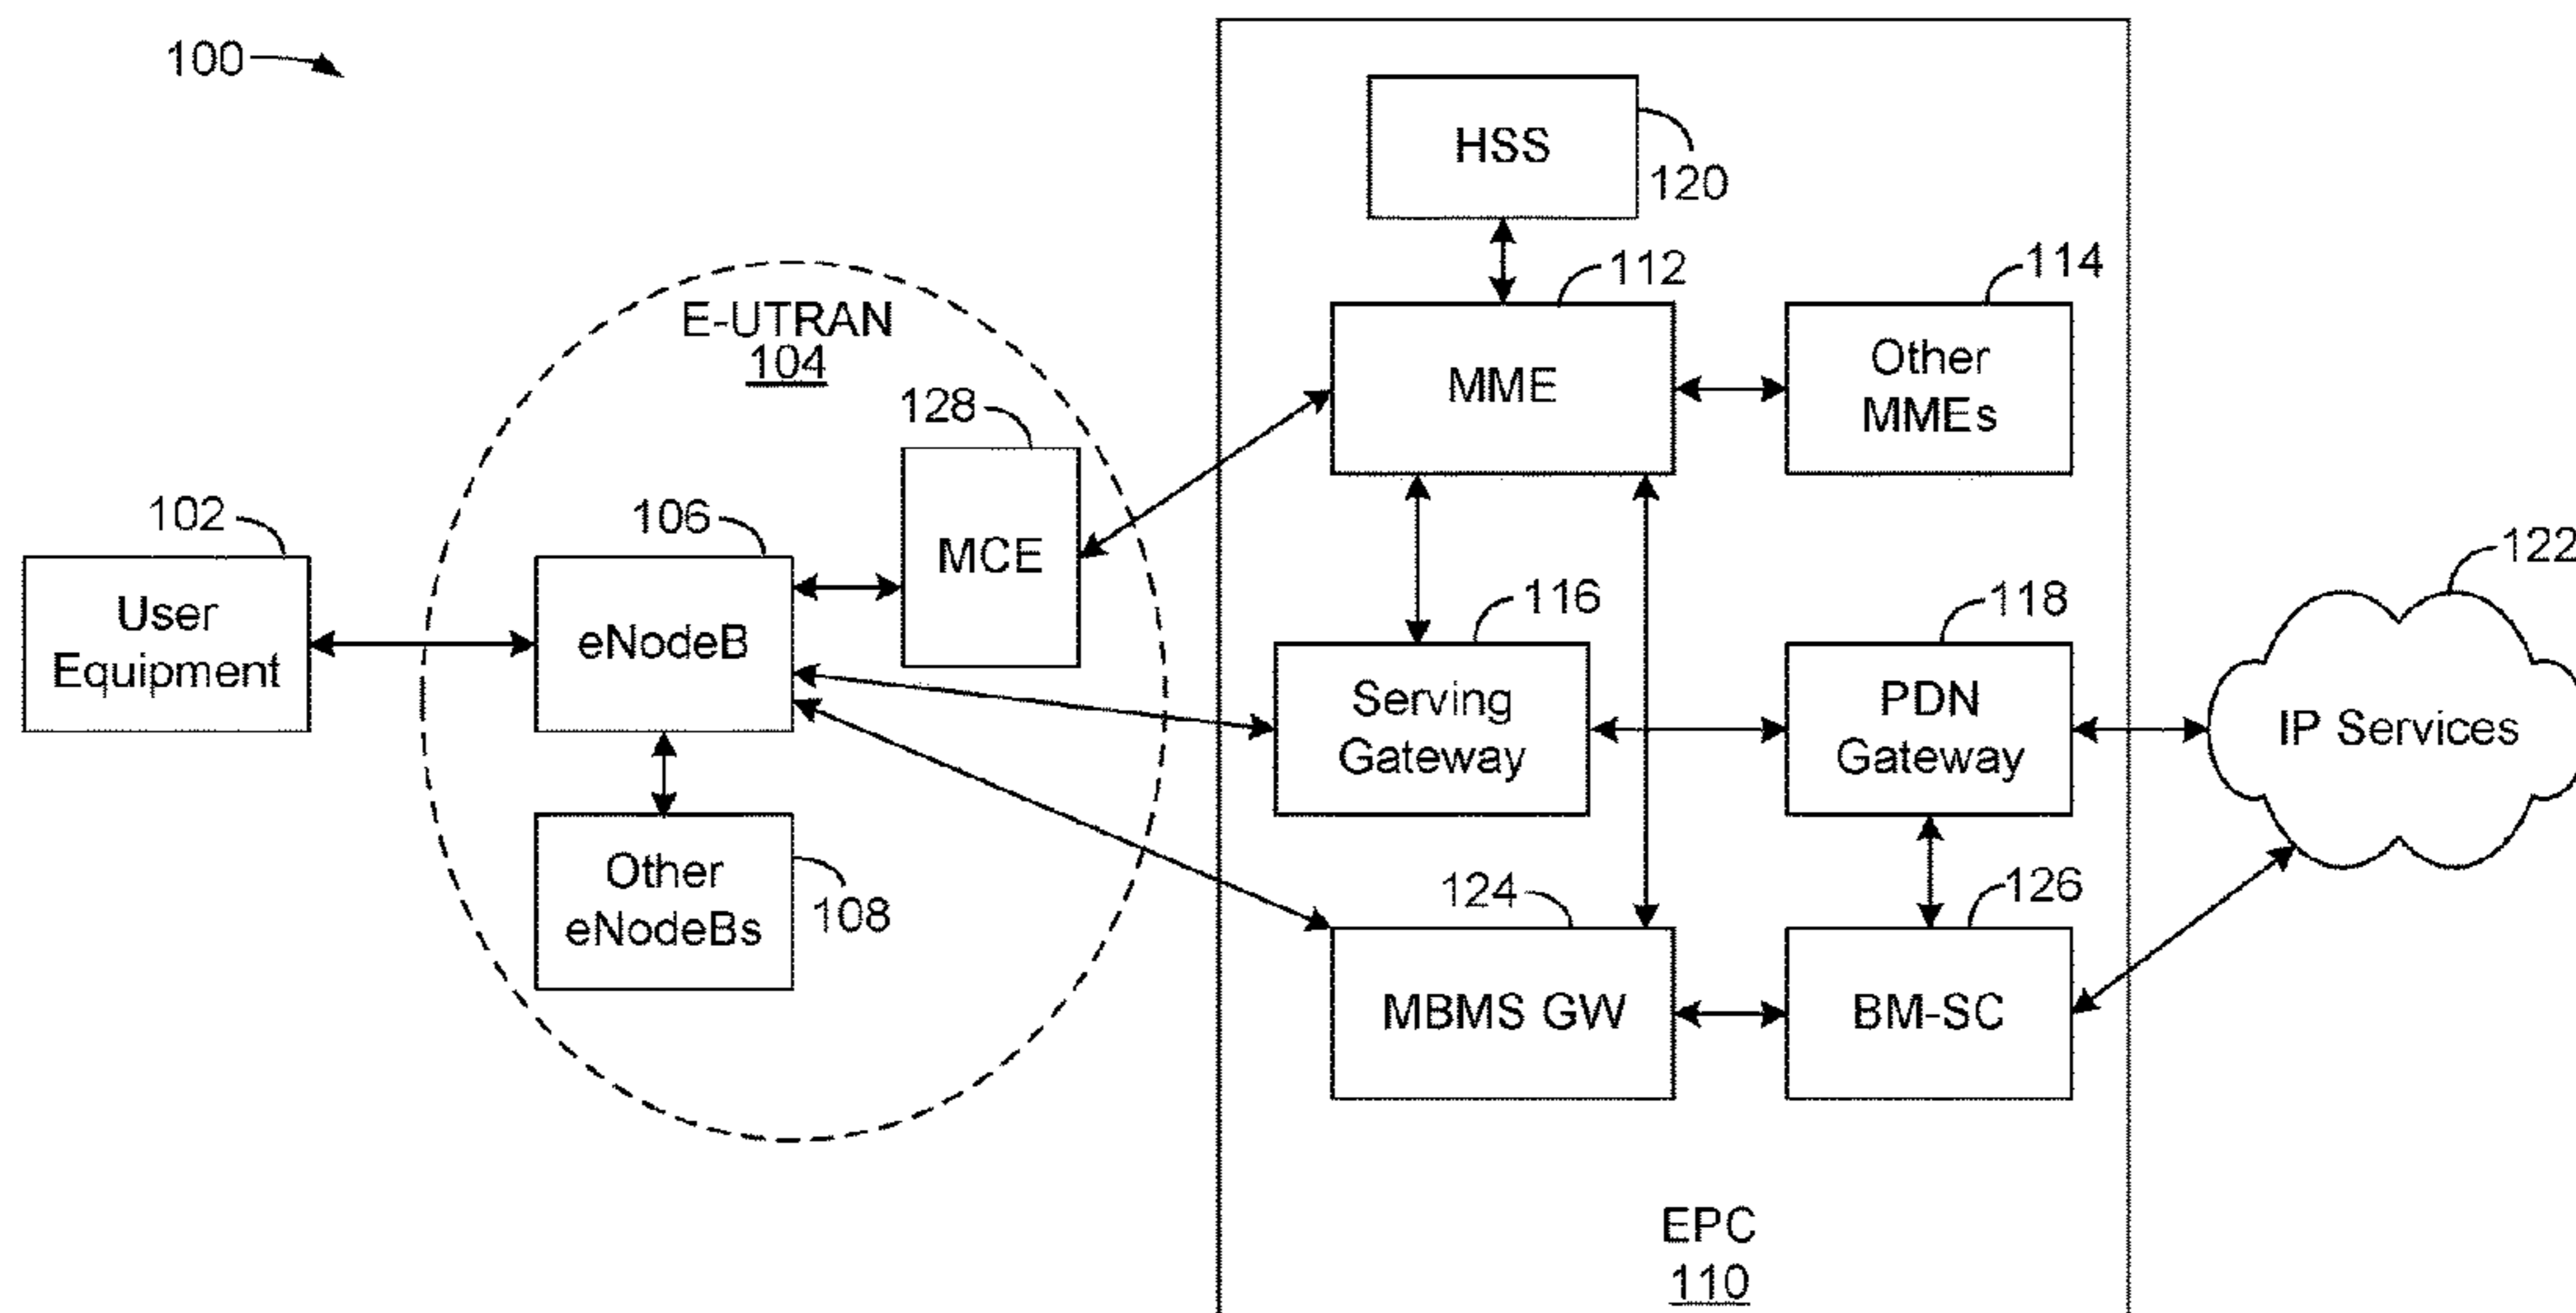 100
HSS
120
112
114
E-UTRAN
104
MME
Other
MMEs
128
102
106
MCE
122
User
Equipment
eNodeB
116
118
Serving
Gateway
PDN
Gateway
IP Services
Other
eNodeBs
108
124
126
MBMS GW
BM-SC
EPC
110